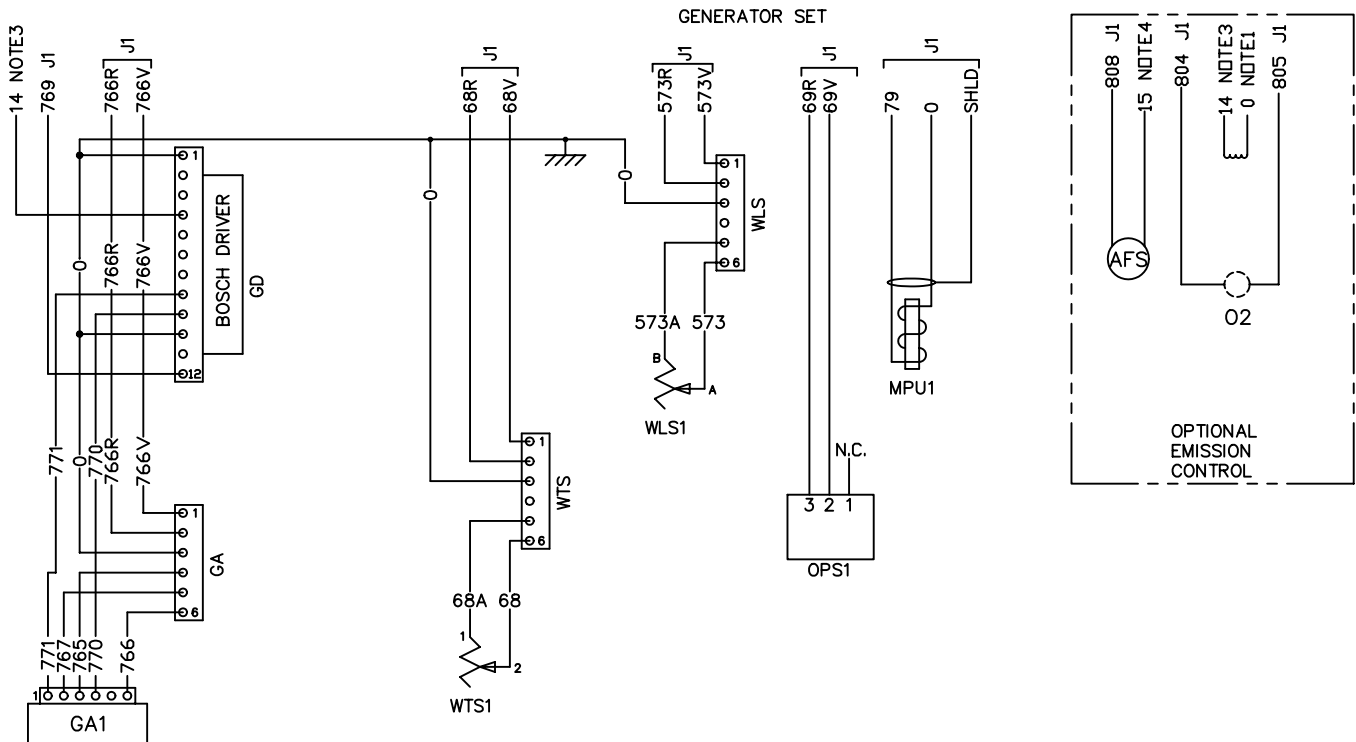 GENERATOR SET
14 NOTE3
769 J1
J1
766R
766V
J1
68R
68V
J1
573R
573V
J1
69R
69V
J1
79
0
SHLD
808 J1
15 NOTE4
804 J1
14 NOTE3
0 NOTE1
805 J1
1
BOSCH DRIVER
GD
12
0
766R
766V
0
0
1
WLS
6
573A
573
B
A
WLS1
MPU1
AFS
O2
OPTIONAL
EMISSION
CONTROL
771
0
770
766R
766V
1
GA
6
1
WTS
6
N.C.
3 2 1
OPS1
68A
68
1
2
WTS1
771
767
765
770
766
1
GA1